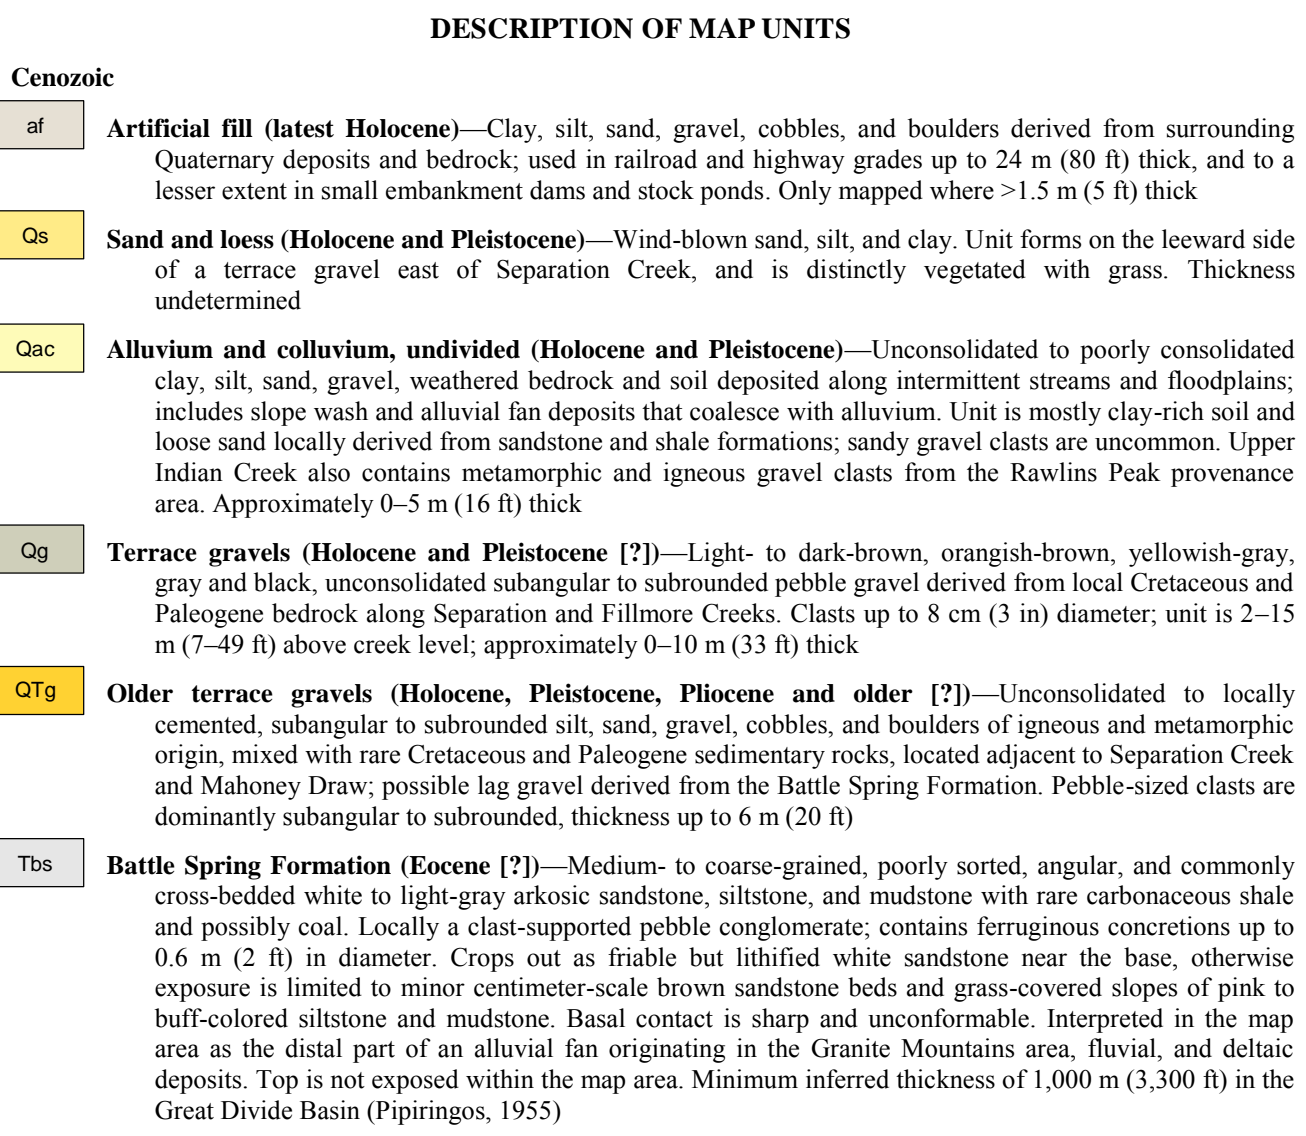 DESCRIPTION OF MAP UNITS
Cenozoic
af
Artificial fill (latest Holocene)—Clay, silt, sand, gravel, cobbles, and boulders derived from surrounding
Quaternary deposits and bedrock; used in railroad and highway grades up to 24 m (80 ft) thick, and to a
lesser extent in small embankment dams and stock ponds. Only mapped where >1.5 m (5 ft) thick
Qs
Sand and loess (Holocene and Pleistocene)—Wind-blown sand, silt, and clay. Unit forms on the leeward side
of a terrace gravel east of Separation Creek, and is distinctly vegetated with grass. Thickness
undetermined
Qac
Alluvium and colluvium, undivided (Holocene and Pleistocene)—Unconsolidated to poorly consolidated
clay, silt, sand, gravel, weathered bedrock and soil deposited along intermittent streams and floodplains;
includes slope wash and alluvial fan deposits that coalesce with alluvium. Unit is mostly clay-rich soil and
loose sand locally derived from sandstone and shale formations; sandy gravel clasts are uncommon. Upper
Indian Creek also contains metamorphic and igneous gravel clasts from the Rawlins Peak provenance
area. Approximately 0–5 m (16 ft) thick
Qg
Terrace gravels (Holocene and Pleistocene [?])—Light- to dark-brown, orangish-brown, yellowish-gray,
gray and black, unconsolidated subangular to subrounded pebble gravel derived from local Cretaceous and
Paleogene bedrock along Separation and Fillmore Creeks. Clasts up to 8 cm (3 in) diameter; unit is 2–15
m (7–49 ft) above creek level; approximately 0–10 m (33 ft) thick
QTg
Older terrace gravels (Holocene, Pleistocene, Pliocene and older [?])—Unconsolidated to locally
cemented, subangular to subrounded silt, sand, gravel, cobbles, and boulders of igneous and metamorphic
origin, mixed with rare Cretaceous and Paleogene sedimentary rocks, located adjacent to Separation Creek
and Mahoney Draw; possible lag gravel derived from the Battle Spring Formation. Pebble-sized clasts are
dominantly subangular to subrounded, thickness up to 6 m (20 ft)
Tbs
Battle Spring Formation (Eocene [?])—Medium- to coarse-grained, poorly sorted, angular, and commonly
cross-bedded white to light-gray arkosic sandstone, siltstone, and mudstone with rare carbonaceous shale
and possibly coal. Locally a clast-supported pebble conglomerate; contains ferruginous concretions up to
0.6 m (2 ft) in diameter. Crops out as friable but lithified white sandstone near the base, otherwise
exposure is limited to minor centimeter-scale brown sandstone beds and grass-covered slopes of pink to
buff-colored siltstone and mudstone. Basal contact is sharp and unconformable. Interpreted in the map
area as the distal part of an alluvial fan originating in the Granite Mountains area, fluvial, and deltaic
deposits. Top is not exposed within the map area. Minimum inferred thickness of 1,000 m (3,300 ft) in the
Great Divide Basin (Pipiringos, 1955)